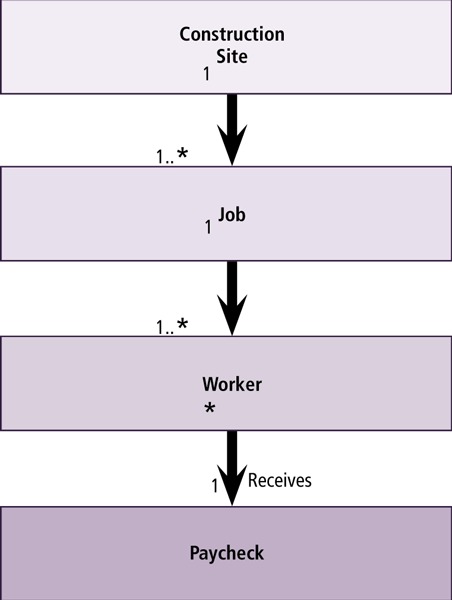 Construction
Site
1
1..*
Job
1
1..*
Worker
*
1
Receives
Paycheck